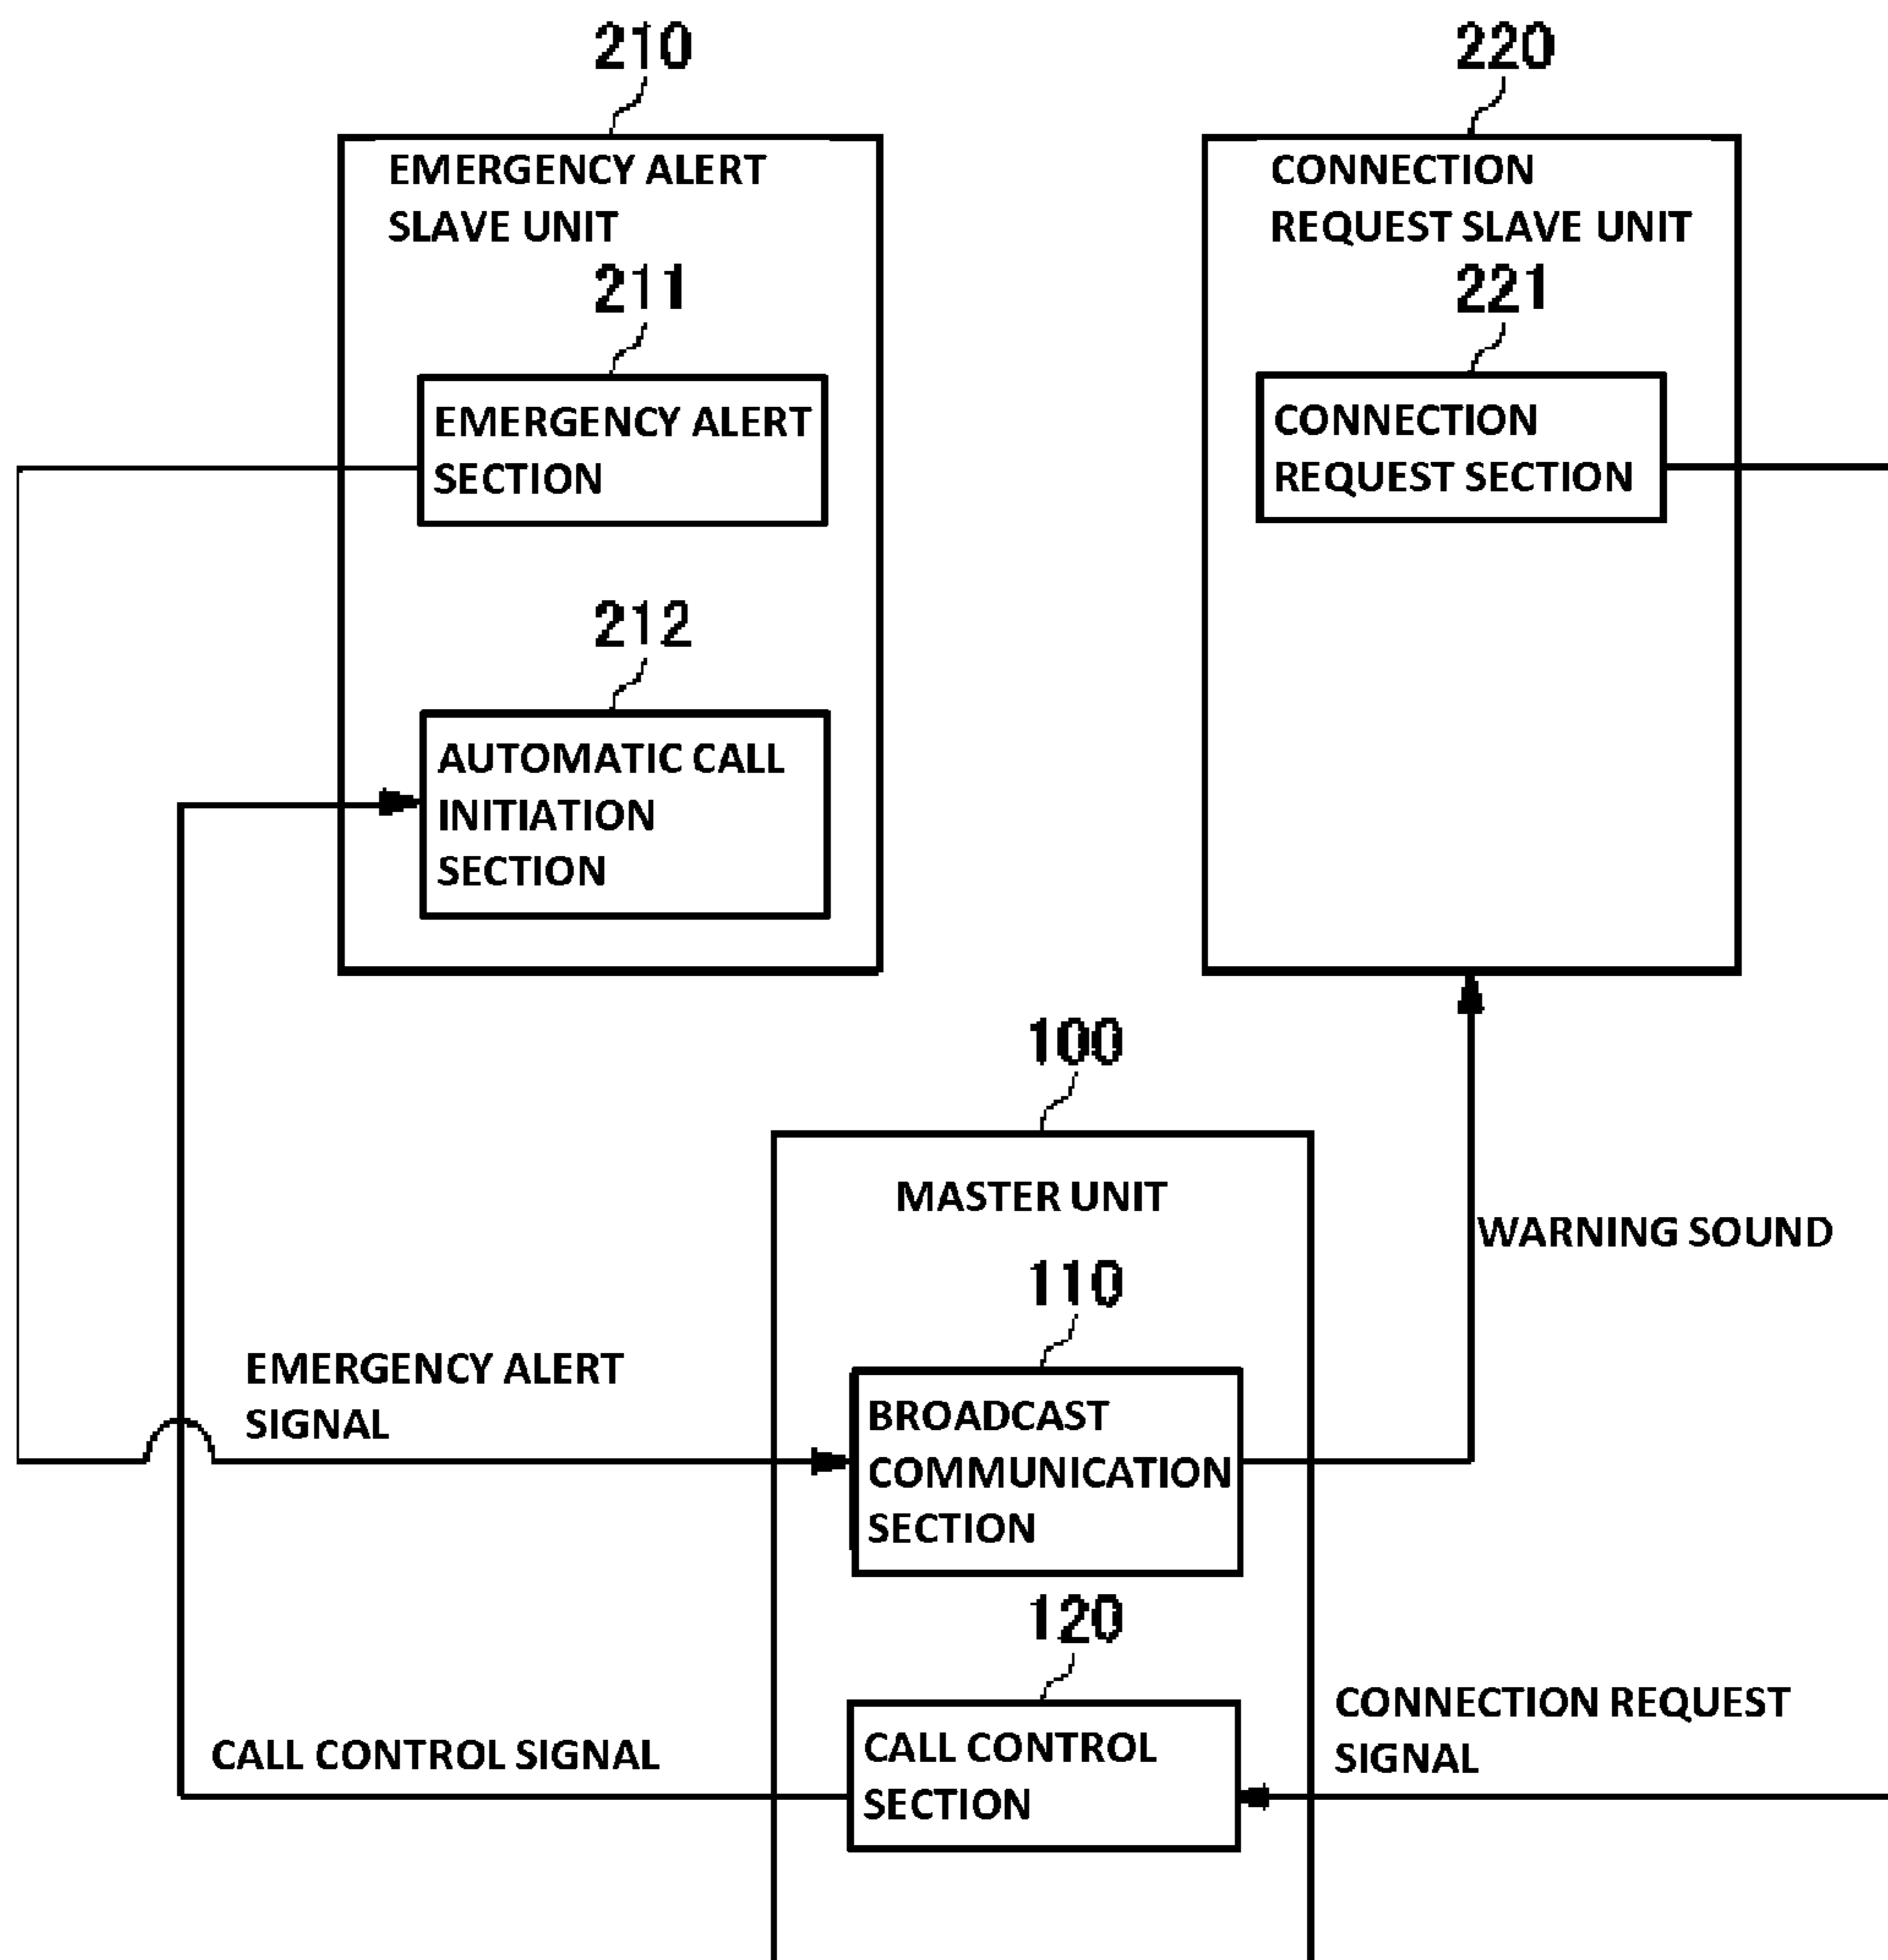 210
EMERGENCY ALERT
SLAVE UNIT
211
EMERGENCY ALERT
SECTION
212
AUTOMATIC CALL
INITIATION
SECTION
220
CONNECTION
REQUEST SLAVE UNIT
221
CONNECTION
REQUEST SECTION
100
MASTER UNIT
WARNING SOUND
110
EMERGENCY ALERT
SIGNAL
BROADCAST
COMMUNICATION
SECTION
120
CALL CONTROL SIGNAL
CALL CONTROL
SECTION
CONNECTION REQUEST
SIGNAL